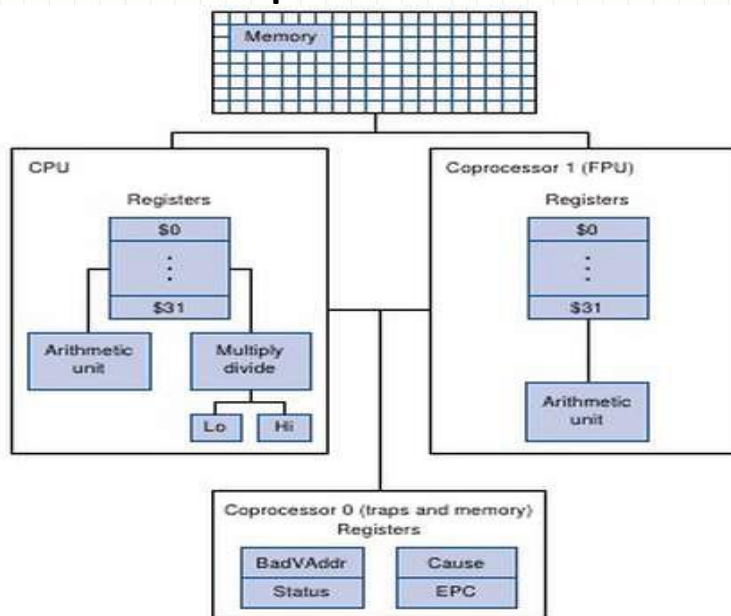 Memory
CPU
Registers
$0
$31
Arithmetic
unit
Multiply
divide
Lo
Hi
Coprocessor 1 (FPU)
Registers
$0
$31
Arithmetic
unit
Coprocessor 0 (traps and memory)
Registers
BadVAddr
Cause
Status
EPC